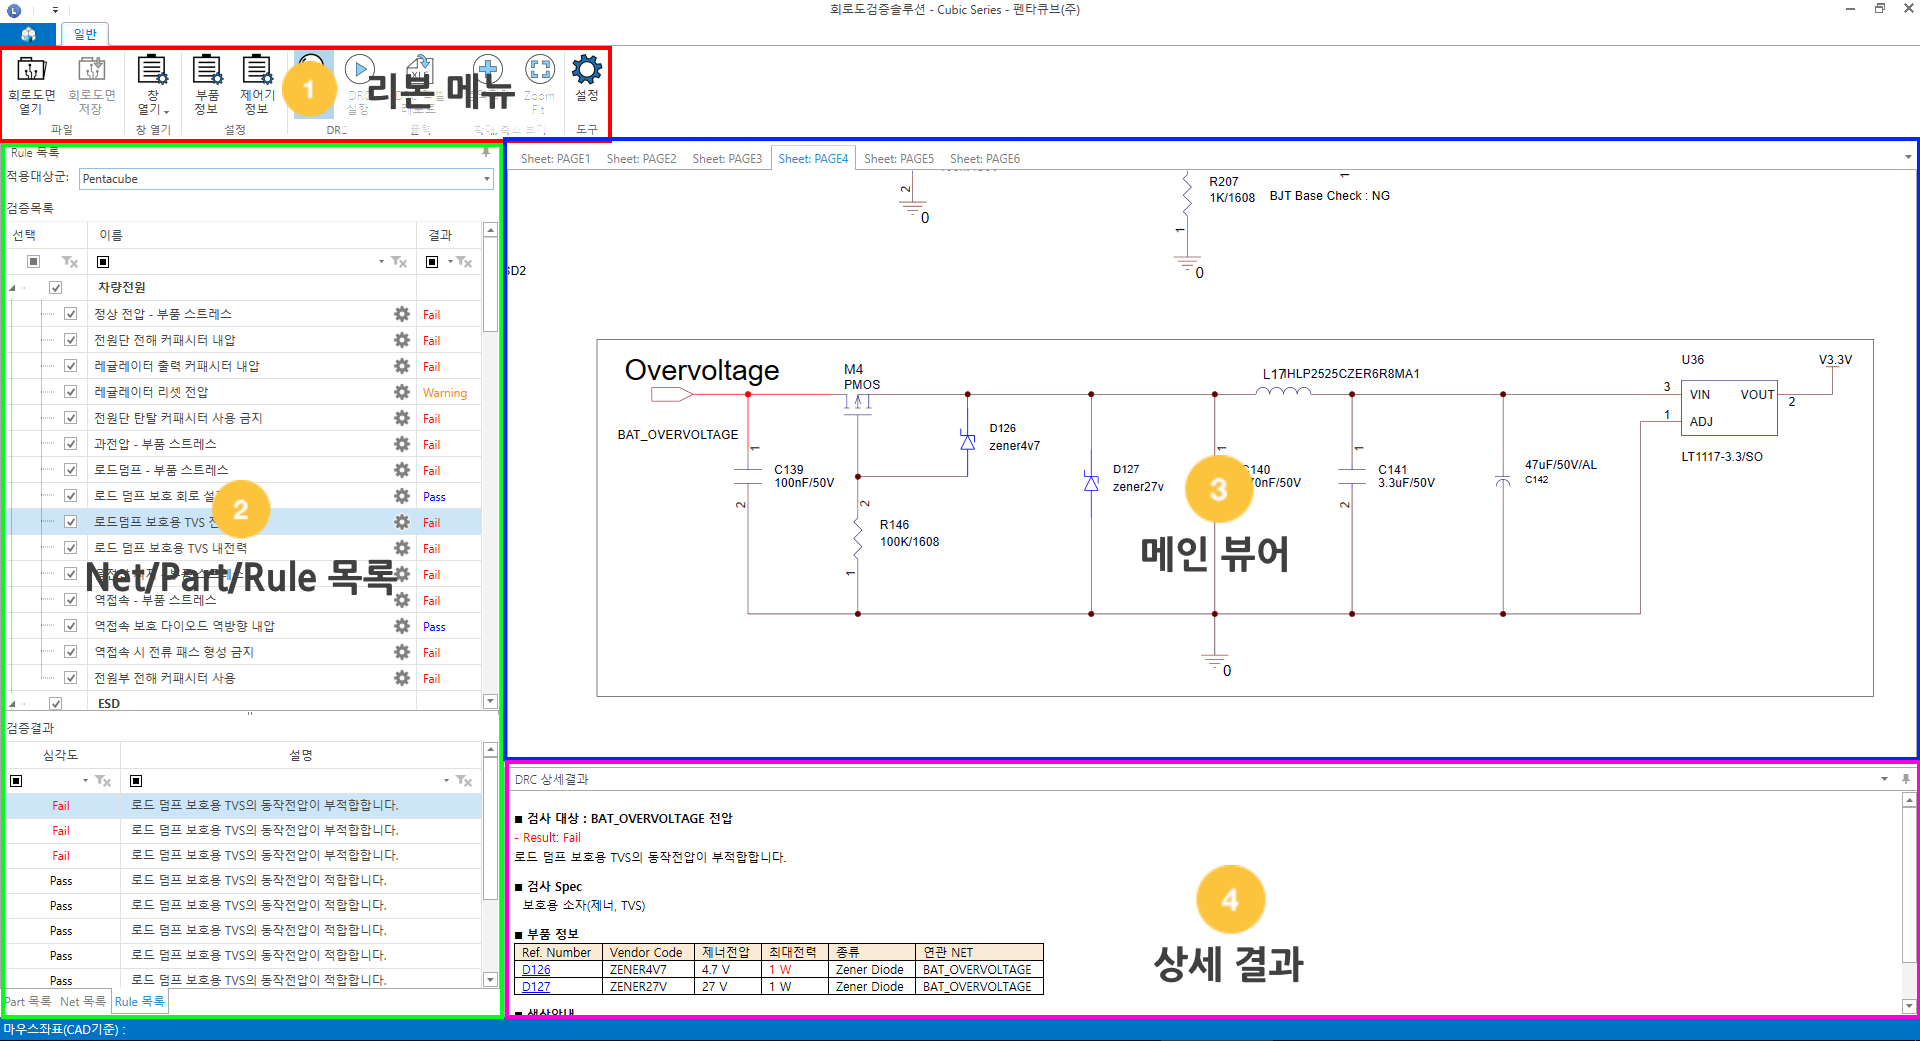 회로도검증솔루션 - Cubic Series - 펜타큐브(주)
일반
회로도면 열기
회로도면 저장
창 열기
부품 정보
제어기 정보
설정
Zoom Fit
파일
창 열기
설정
DRC
도구
1
리본 메뉴
Rule 목록
적용대상군:
Pentacube
검증목록
선택 이름 결과
차량전원
정상 전압 - 부품 스트레스 Fail
전원단 전해 커패시터 내압 Fail
레귤레이터 출력 커패시터 내압 Fail
레귤레이터 리셋 전압 Warning
전원단 탄탈 커패시터 사용 금지 Fail
과전압 - 부품 스트레스 Fail
로드덤프 - 부품 스트레스 Fail
로드 덤프 보호 회로 Pass
로드덤프 보호용 TVS Fail
로드 덤프 보호용 TVS 내전력 Fail
Fail
역접속 - 부품 스트레스 Fail
역접속 보호 다이오드 역방향 내압 Pass
역접속 시 전류 패스 형성 금지 Fail
전원부 전해 커패시터 사용 Fail
ESD
2
Net/Part/Rule 목록
검증결과
심각도 설명
Fail 로드 덤프 보호용 TVS의 동작전압이 부적합합니다.
Fail 로드 덤프 보호용 TVS의 동작전압이 부적합합니다.
Fail 로드 덤프 보호용 TVS의 동작전압이 부적합합니다.
Pass 로드 덤프 보호용 TVS의 동작전압이 적합합니다.
Pass 로드 덤프 보호용 TVS의 동작전압이 적합합니다.
Pass 로드 덤프 보호용 TVS의 동작전압이 적합합니다.
Pass 로드 덤프 보호용 TVS의 동작전압이 적합합니다.
Pass 로드 덤프 보호용 TVS의 동작전압이 적합합니다.
Part 목록 Net 목록 Rule 목록
마우스좌표(CAD기준) :
Sheet: PAGE1 Sheet: PAGE2 Sheet: PAGE3 Sheet: PAGE4 Sheet: PAGE5 Sheet: PAGE6
2
0
R207
1K/1608
BJT Base Check : NG
1
1
0
SD2
Overvoltage
BAT_OVERVOLTAGE
M4
PMOS
1
C139
100nF/50V
2
2
R146
100K/1608
1
D126
zener4v7
D127
zener27v
1
C140
70nF/50V
L17
IHLP2525CZER6R8MA1
1
C141
3.3uF/50V
2
47uF/50V/AL
C142
U36
3
VIN VOUT
1
ADJ
2
V3.3V
LT1117-3.3/SO
0
3
메인 뷰어
DRC 상세결과
■ 검사 대상 : BAT_OVERVOLTAGE 전압
- Result: Fail
로드 덤프 보호용 TVS의 동작전압이 부적합합니다.
■ 검사 Spec
보호용 소자(제너, TVS)
■ 부품 정보
Ref. Number Vendor Code 제너전압 최대전력 종류 연관 NET
D126 ZENER4V7 4.7 V 1 W Zener Diode BAT_OVERVOLTAGE
D127 ZENER27V 27 V 1 W Zener Diode BAT_OVERVOLTAGE
4
상세 결과